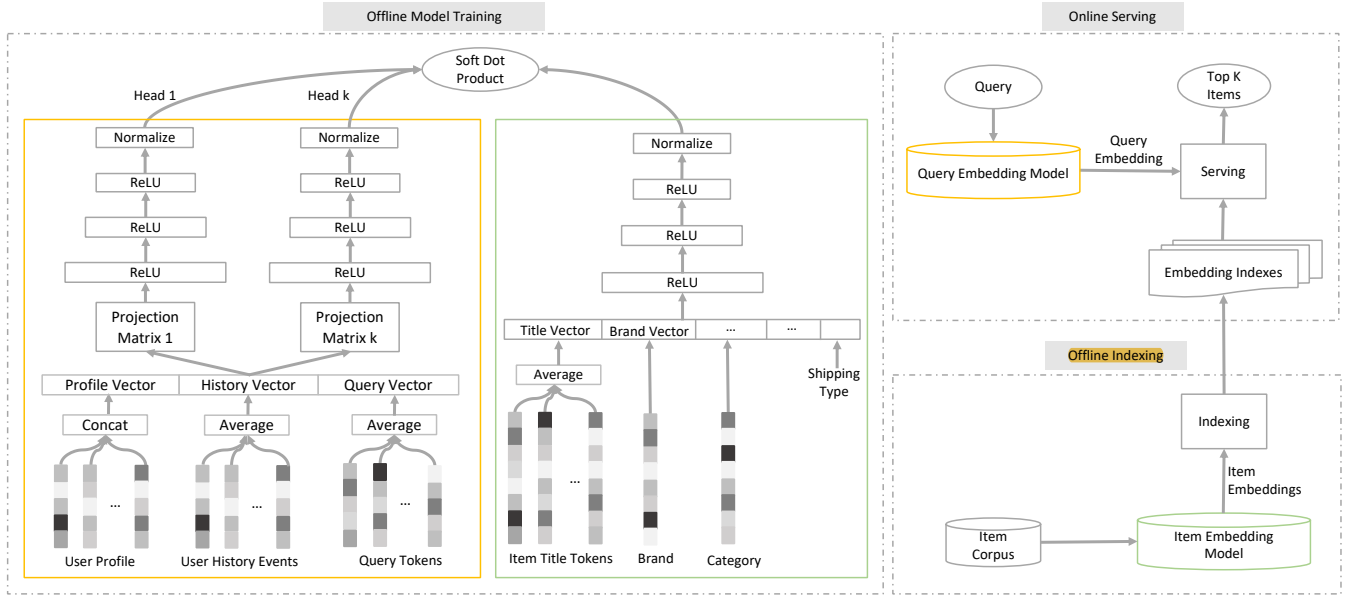 Offline Model Training
Soft Dot
Product
Head 1
Head k
Normalize
Normalize
ReLU
ReLU
ReLU
ReLU
ReLU
ReLU
Projection
Matrix 1
Projection
Matrix k
Profile Vector
History Vector
Query Vector
Concat
Average
Average
...
...
...
User Profile
User History Events
Query Tokens
Normalize
ReLU
ReLU
ReLU
Title Vector
Brand Vector
...
...
Average
Shipping
Type
...
Item Title Tokens
Brand
Category
Online Serving
Query
Top K
Items
Query Embedding Model
Query
Embedding
Serving
Embedding Indexes
Offline Indexing
Indexing
Item
Embeddings
Item
Corpus
Item Embedding
Model